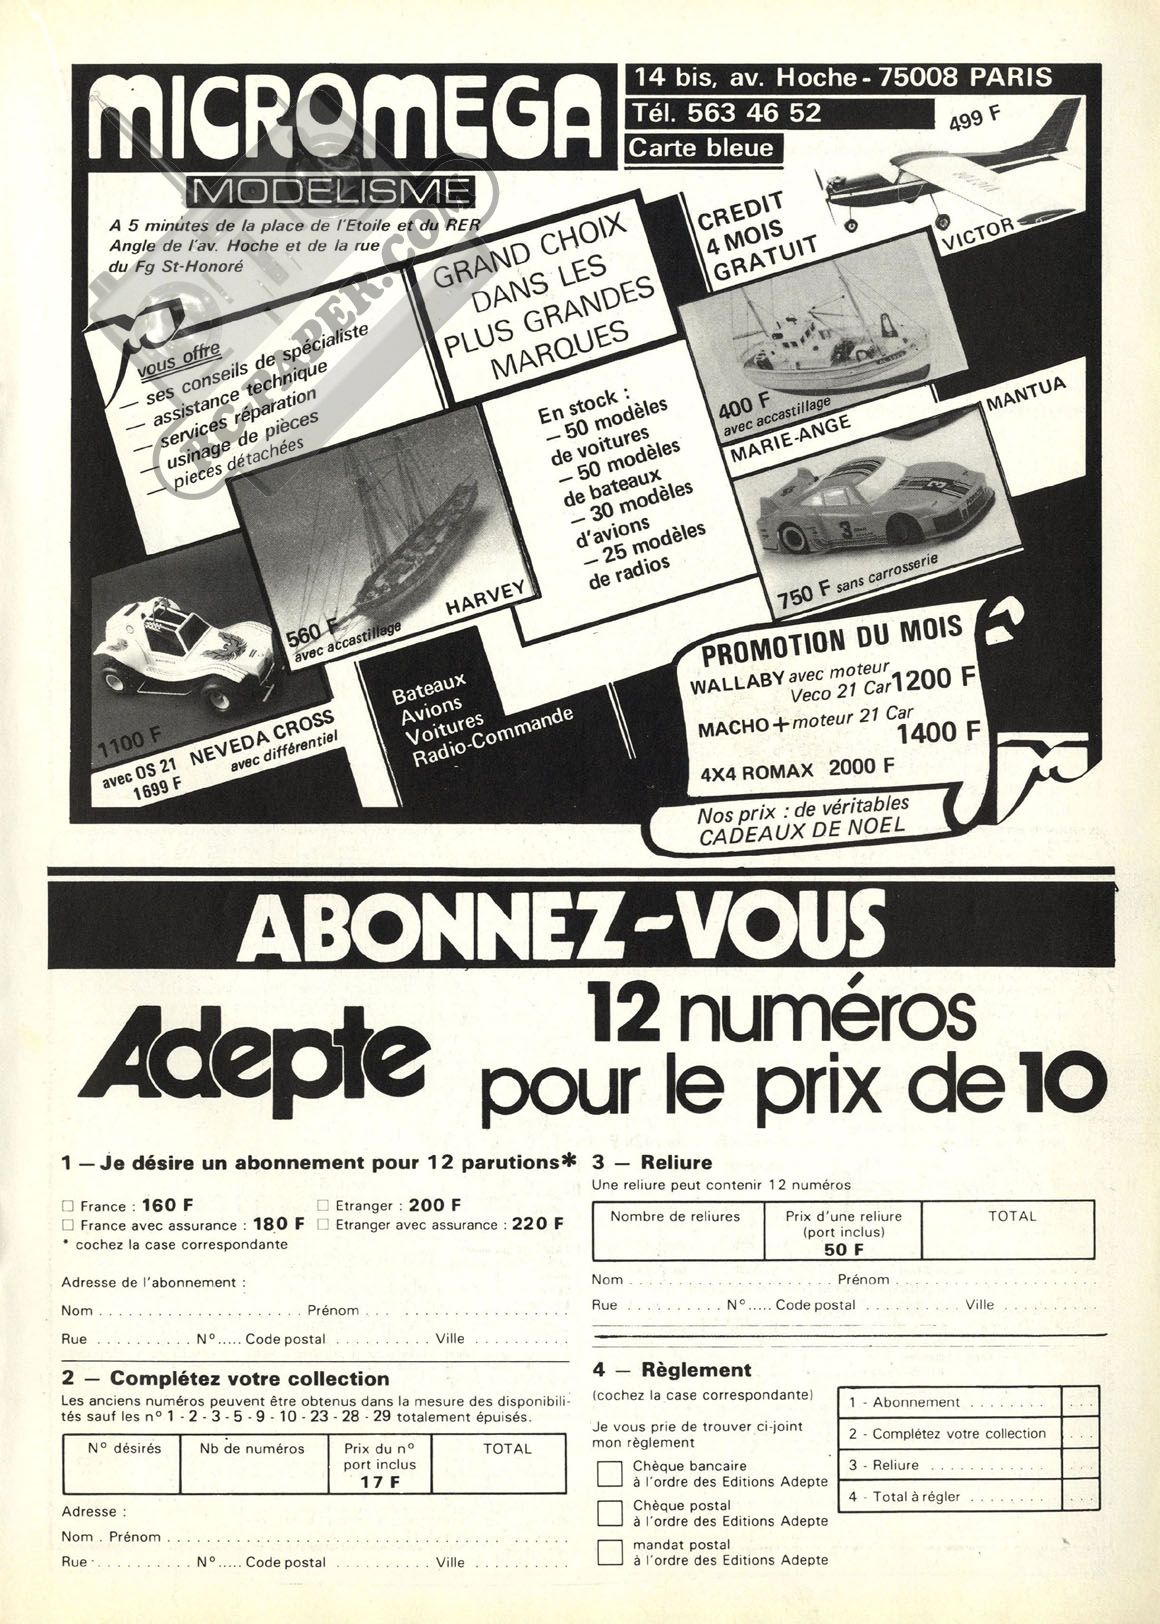 MICROMEGA
MODELISME
14 bis, av. Hoche - 75008 PARIS
Tél. 563 46 52
Carte bleue
A 5 minutes de la place de l'Etoile et du RER
Angle de l'av. Hoche et de la rue
du Fg St-Honoré
RCPAPER.COM
499 F
VICTOR
CREDIT
4 MOIS
GRATUIT
GRAND CHOIX
DANS LES
PLUS GRANDES
MARQUES
vous offre
— ses conseils de spécialiste
— assistance technique
— services réparation
— usinage de pièces
— pieces détachées
En stock :
– 50 modèles
de voitures
– 50 modèles
de bateaux
– 30 modèles
d'avions
– 25 modèles
de radios
400 F
avec accastillage
MARIE-ANGE
MANTUA
750 F sans carrosserie
560 F
avec accastillage
HARVEY
1100 F
avec OS 21
1699 F
NEVEDA CROSS
avec différentiel
Bateaux
Avions
Voitures
Radio-Commande
PROMOTION DU MOIS
WALLABY avec moteur
Veco 21 Car 1200 F
MACHO + moteur 21 Car
1400 F
4X4 ROMAX 2000 F
Nos prix : de véritables
CADEAUX DE NOEL
ABONNEZ-VOUS
Adepte
12 numéros
pour le prix de 10
1 — Je désire un abonnement pour 12 parutions*
France : 160 F
Etranger : 200 F
France avec assurance : 180 F
Etranger avec assurance : 220 F
* cochez la case correspondante
Adresse de l'abonnement :
Nom . . . . . . . . . . . . . . . . . . . . . Prénom . . . . . . . . . . . . . . . . . . .
Rue . . . . . . . . . . N° ..... Code postal . . . . . . . . . . Ville . . . . . . . . . . .
2 — Complétez votre collection
Les anciens numéros peuvent être obtenus dans la mesure des disponibili-
tés sauf les n° 1 - 2 - 3 - 5 - 9 - 10 - 23 - 28 - 29 totalement épuisés.
N° désirés
Nb de numéros
Prix du n°
port inclus
17 F
TOTAL
Adresse :
Nom . Prénom . . . . . . . . . . . . . . . . . . . . . . . . . . . . . . . . . . . . .
Rue . . . . . . . . . . N° ..... Code postal . . . . . . . . . . Ville . . . . . . . . . . .
3 — Reliure
Une reliure peut contenir 12 numéros
Nombre de reliures
Prix d'une reliure
(port inclus)
50 F
TOTAL
Nom . . . . . . . . . . . . . . . . . . . . . Prénom . . . . . . . . . . . . . . . . . . .
Rue . . . . . . . . . N° ..... Code postal . . . . . . . . . . Ville . . . . . . . . . . .
4 — Règlement
(cochez la case correspondante)
Je vous prie de trouver ci-joint
mon règlement
Chèque bancaire
à l'ordre des Editions Adepte
Chèque postal
à l'ordre des Editions Adepte
mandat postal
à l'ordre des Editions Adepte
1 - Abonnement . . . . . . . . . . .
2 - Complétez votre collection . . .
3 - Reliure . . . . . . . . . . . . . . .
4 - Total à régler . . . . . . . . . . .